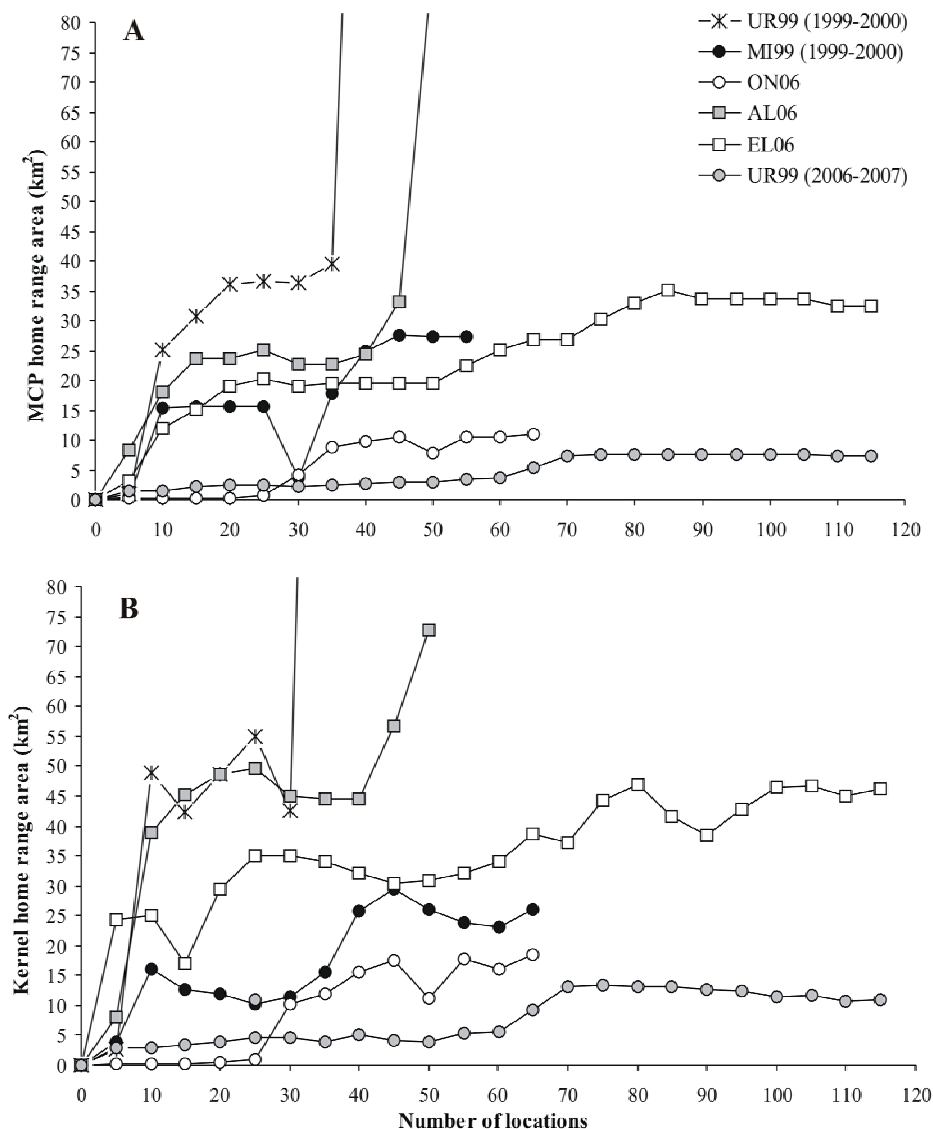 A
UR99 (1999-2000)
MI99 (1999-2000)
ON06
AL06
EL06
UR99 (2006-2007)
MCP home range area (km²)
80
75
70
65
60
55
50
45
40
35
30
25
20
15
10
5
0
0 10 20 30 40 50 60 70 80 90 100 110 120
B
Kernel home range area (km²)
80
75
70
65
60
55
50
45
40
35
30
25
20
15
10
5
0
0 10 20 30 40 50 60 70 80 90 100 110 120
Number of locations